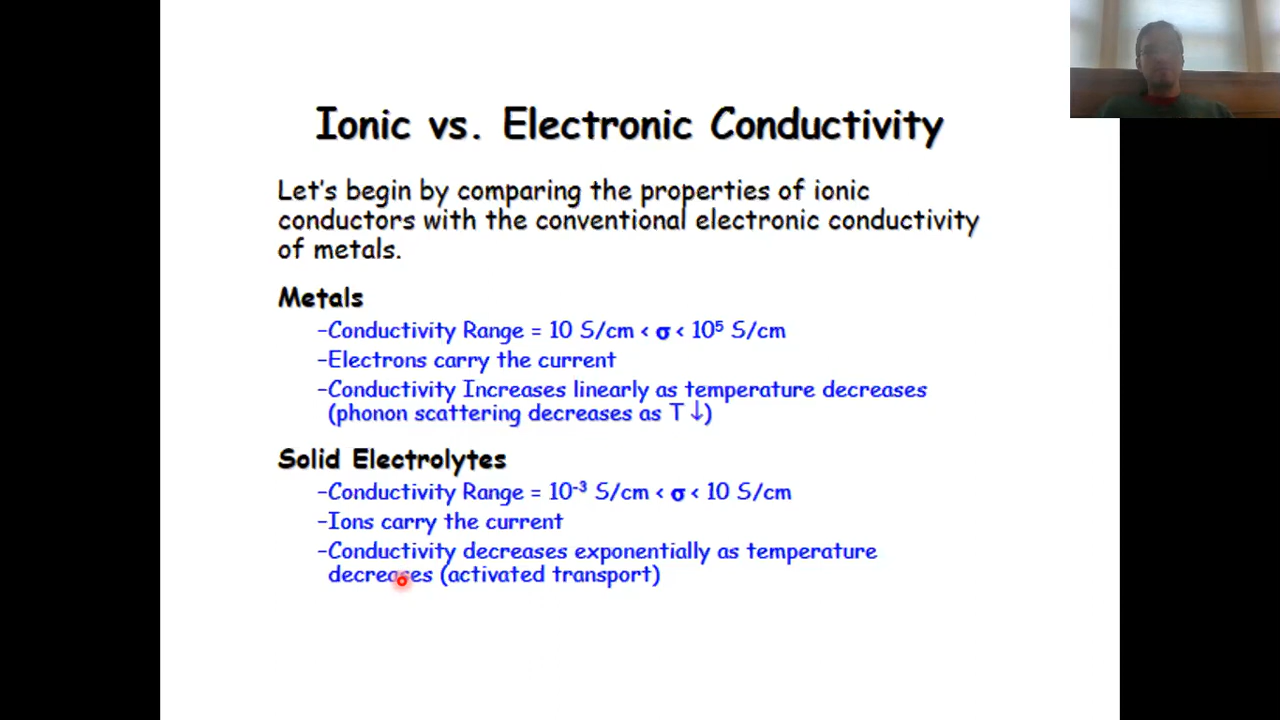 Ionic vs. Electronic Conductivity
Let's begin by comparing the properties of ionic
conductors with the conventional electronic conductivity
of metals.
Metals
–Conductivity Range = 10 S/cm < σ < 10⁵ S/cm
–Electrons carry the current
–Conductivity Increases linearly as temperature decreases
(phonon scattering decreases as T ↓)
Solid Electrolytes
–Conductivity Range = 10⁻³ S/cm < σ < 10 S/cm
–Ions carry the current
–Conductivity decreases exponentially as temperature
decreases (activated transport)